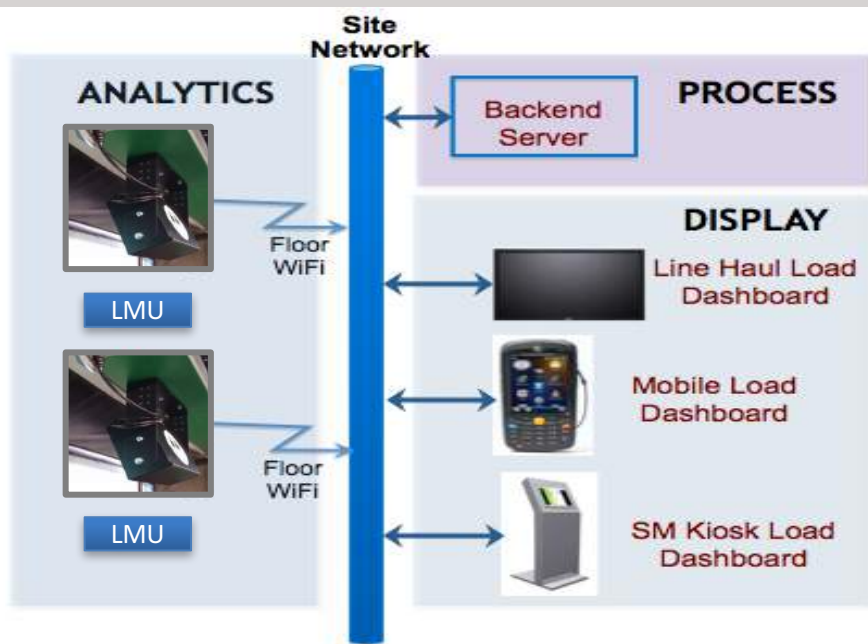 Site
Network
ANALYTICS
LMU
LMU
Floor
WiFi
Floor
WiFi
PROCESS
Backend
Server
DISPLAY
Line Haul Load
Dashboard
Mobile Load
Dashboard
SM Kiosk Load
Dashboard